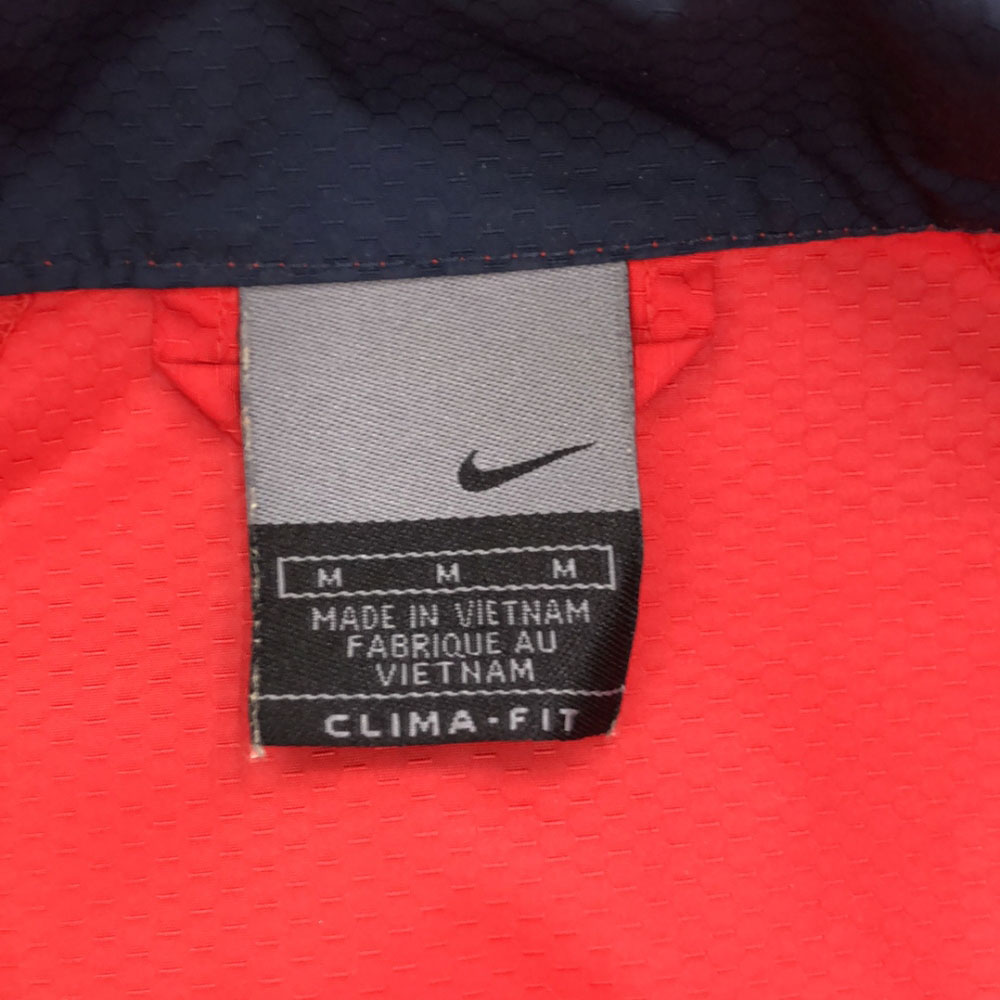 M M M
MADE IN VIETNAM
FABRIQUE AU
VIETNAM
CLIMA-FIT